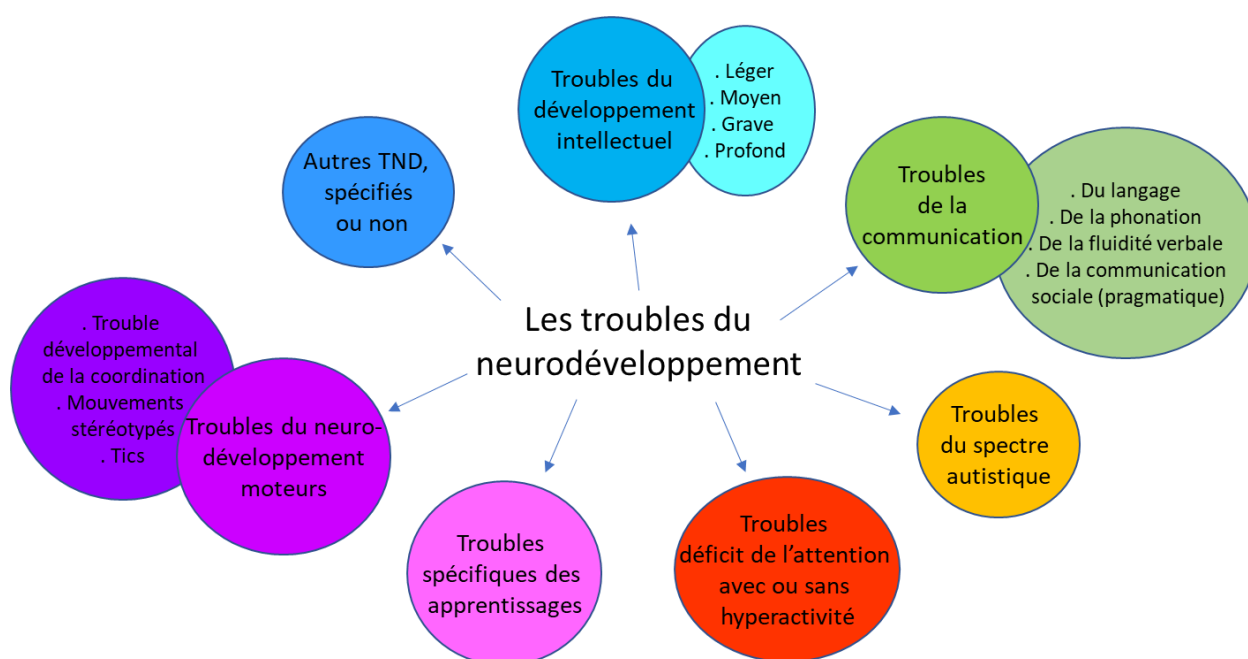 Les troubles du
neurodéveloppement
Troubles du
développement
intellectuel
. Léger
. Moyen
. Grave
. Profond
Troubles
de la
communication
. Du langage
. De la phonation
. De la fluidité verbale
. De la communication
sociale (pragmatique)
Troubles
du spectre
autistique
Troubles
déficit de l’attention
avec ou sans
hyperactivité
Troubles
spécifiques des
apprentissages
Troubles du neuro-
développement
moteurs
. Trouble
développemental
de la coordination
. Mouvements
stéréotypés
. Tics
Autres TND,
spécifiés
ou non